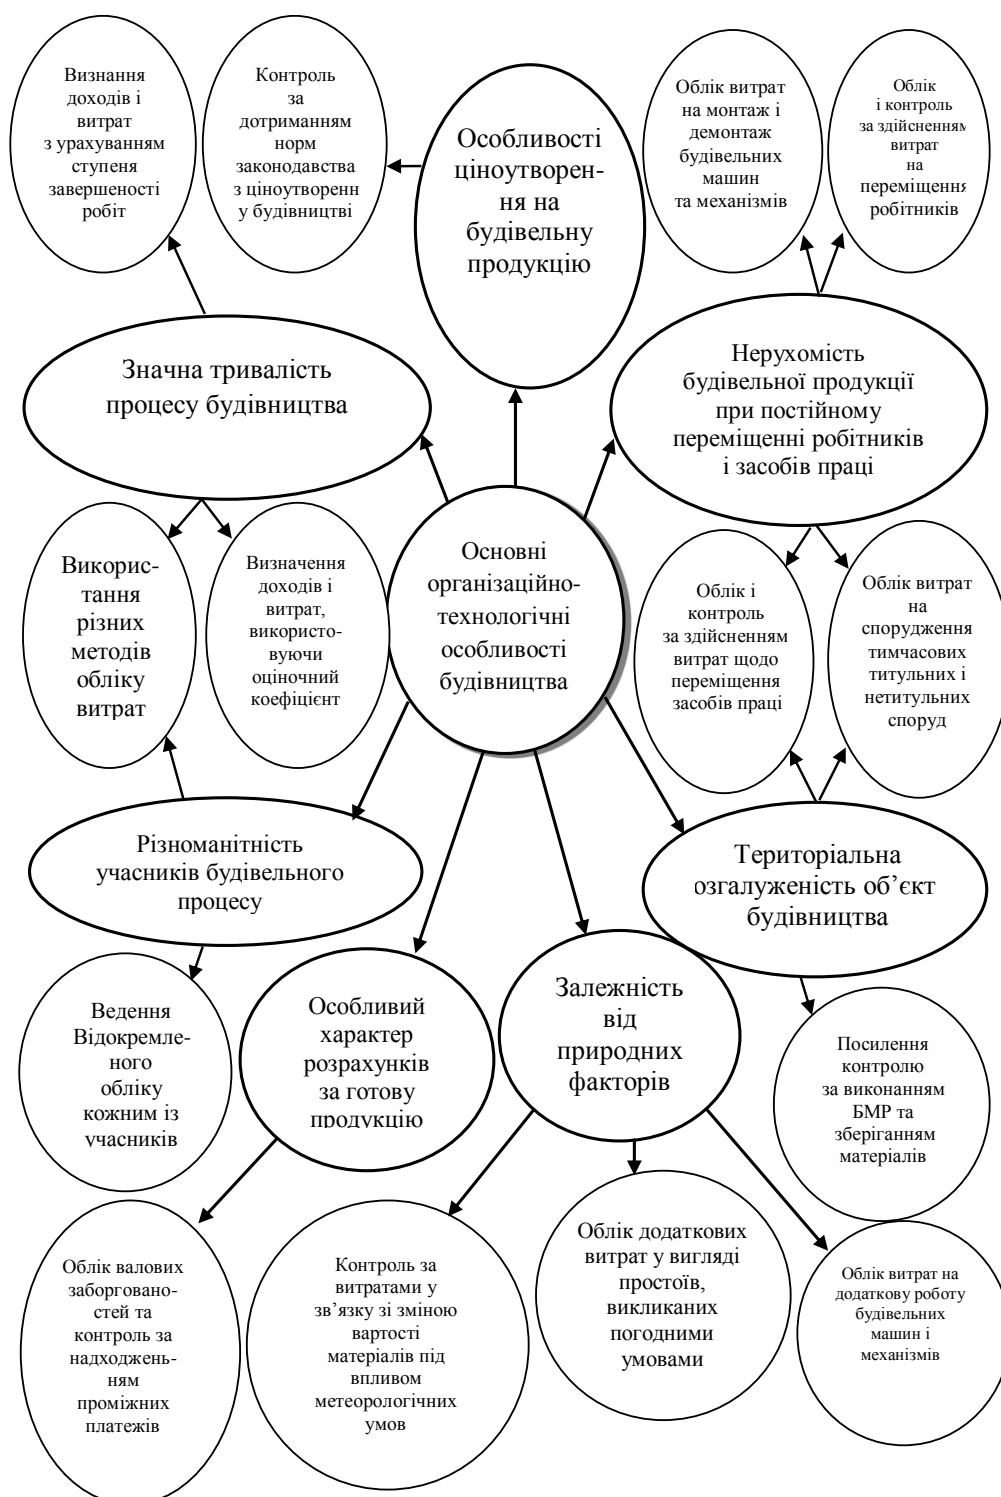 Визнання
доходів і
витрат
з урахуванням
ступеня
завершеності
робіт
Контроль
за
дотриманням
норм
законодавства
з ціноутворенн
у будівництві
Особливості
ціноутворен-
ня на
будівельну
продукцію
Облік витрат
на монтаж і
демонтаж
будівельних
машин
та механізмів
Облік
і контроль
за здійсненням
витрат
на
переміщення
робітників
Значна тривалість
процесу будівництва
Нерухомість
будівельної продукції
при постійному
переміщенні робітників
і засобів праці
Використ-
тання
різних
методів
обліку
витрат
Визначення
доходів і
витрат,
використо-
вуючи
оціночний
коефіцієнт
Основні
організаційно-
технологічні
особливості
будівництва
Облік і
контроль
за здійсненням
витрат щодо
переміщення
засобів праці
Облік витрат
на
спорудження
тимчасових
титульних і
нетитульних
споруд
Різноманітність
учасників будівельного
процесу
Територіальна
озгалуженість об’єкт
будівництва
Ведення
Відокремле-
ного
обліку
кожним із
учасників
Особливий
характер
розрахунків
за готову
продукцію
Залежність
від
природних
факторів
Посилення
контролю
за виконанням
БМР та
зберіганням
матеріалів
Облік валових
заборговано-
стей та
контроль за
надходжень-
ням
проміжних
платежів
Контроль за
витратами у
зв’язку зі зміною
вартості
матеріалів під
впливом
метеорологічних
умов
Облік додаткових
витрат у вигляді
простоїв,
викликаних
погодними
умовами
Облік витрат на
додаткову роботу
будівельних
машин і
механізмів